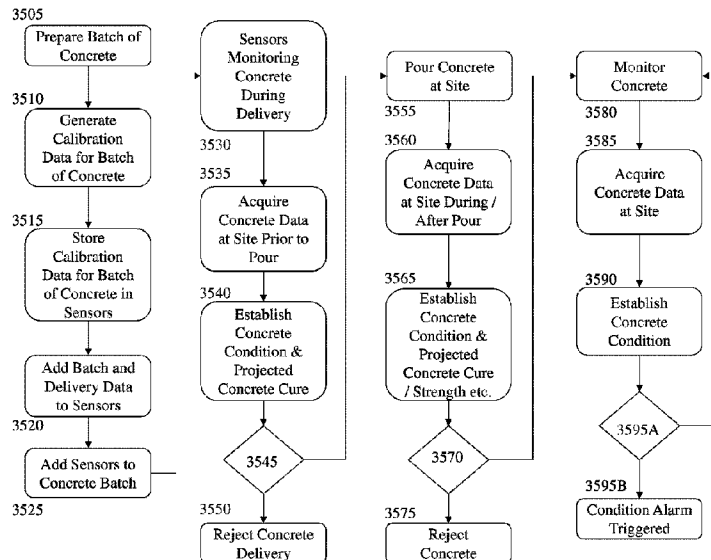 3505
Prepare Batch of
Concrete
3510
Generate
Calibration
Data for Batch
of Concrete
3515
Store
Calibration
Data for Batch
of Concrete in
Sensors
Add Batch and
Delivery Data
to Sensors
3520
Add Sensors to
Concrete Batch
3525
Sensors
Monitoring
Concrete
During
Delivery
3530
3535
Acquire
Concrete Data
at Site Prior to
Pour
3540
Establish
Concrete
Condition &
Projected
Concrete Cure
3545
3550
Reject Concrete
Delivery
Pour Concrete
at Site
3555
3560
Acquire
Concrete Data
at Site During /
After Pour
3565
Establish
Concrete
Condition &
Projected
Concrete Cure
/ Strength etc.
3570
3575
Reject
Concrete
Monitor
Concrete
3580
3585
Acquire
Concrete Data
at Site
3590
Establish
Concrete
Condition
3595A
3595B
Condition Alarm
Triggered